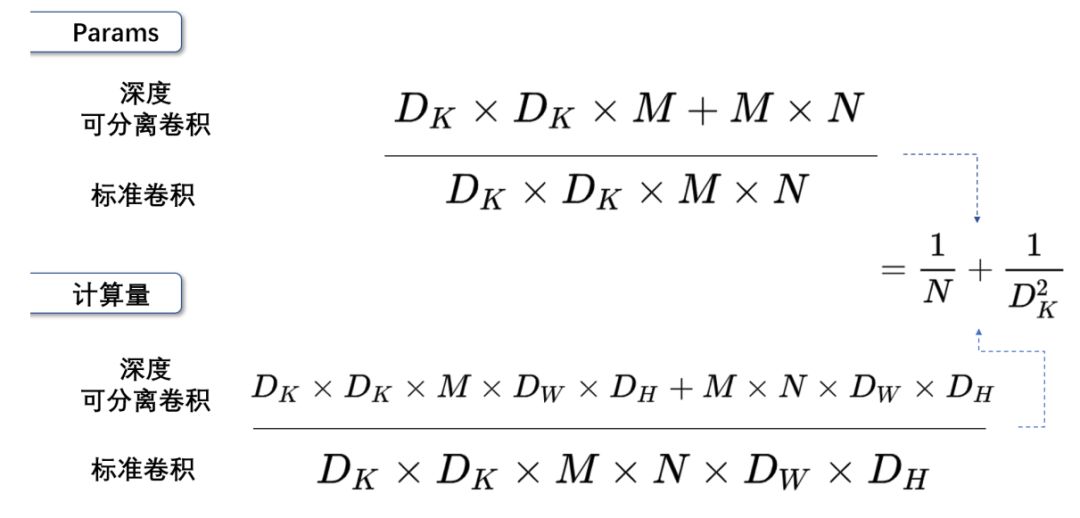 Params
深度
可分离卷积
D_K × D_K × M + M × N
标准卷积
D_K × D_K × M × N
= 1/N + 1/D_K^2
计算量
深度
可分离卷积
D_K × D_K × M × D_W × D_H + M × N × D_W × D_H
标准卷积
D_K × D_K × M × N × D_W × D_H